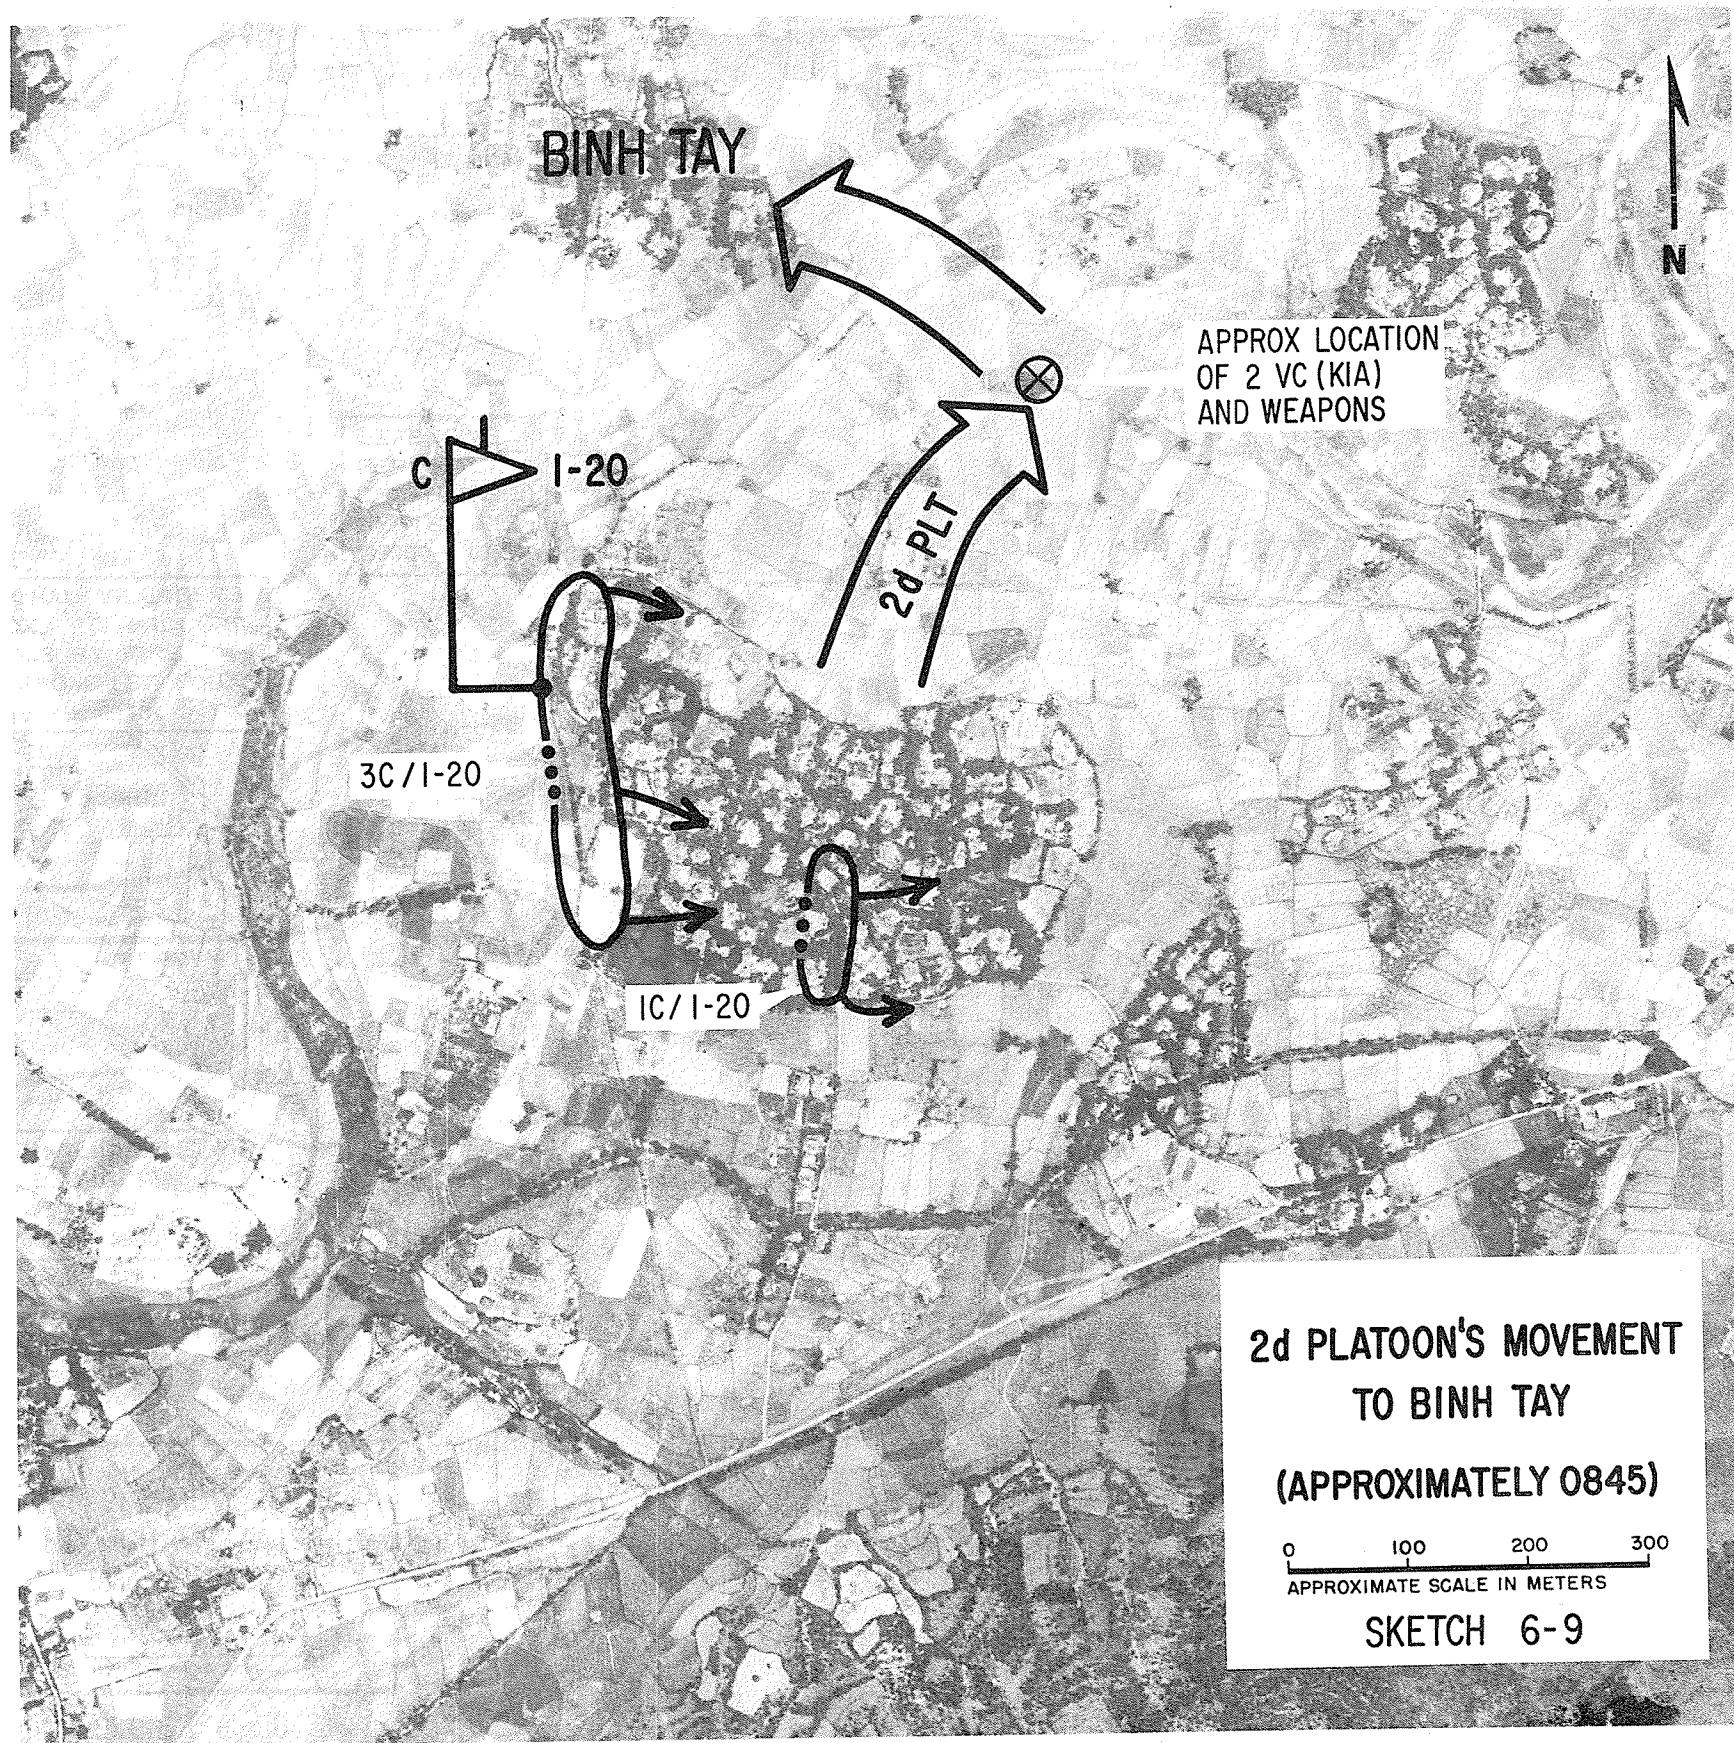 BINH TAY
N
APPROX LOCATION
OF 2 VC (KIA)
AND WEAPONS
C 1-20
2d PLT
3C/1-20
1C/1-20
2d PLATOON'S MOVEMENT
TO BINH TAY
(APPROXIMATELY 0845)
0 100 200 300
APPROXIMATE SCALE IN METERS
SKETCH 6-9